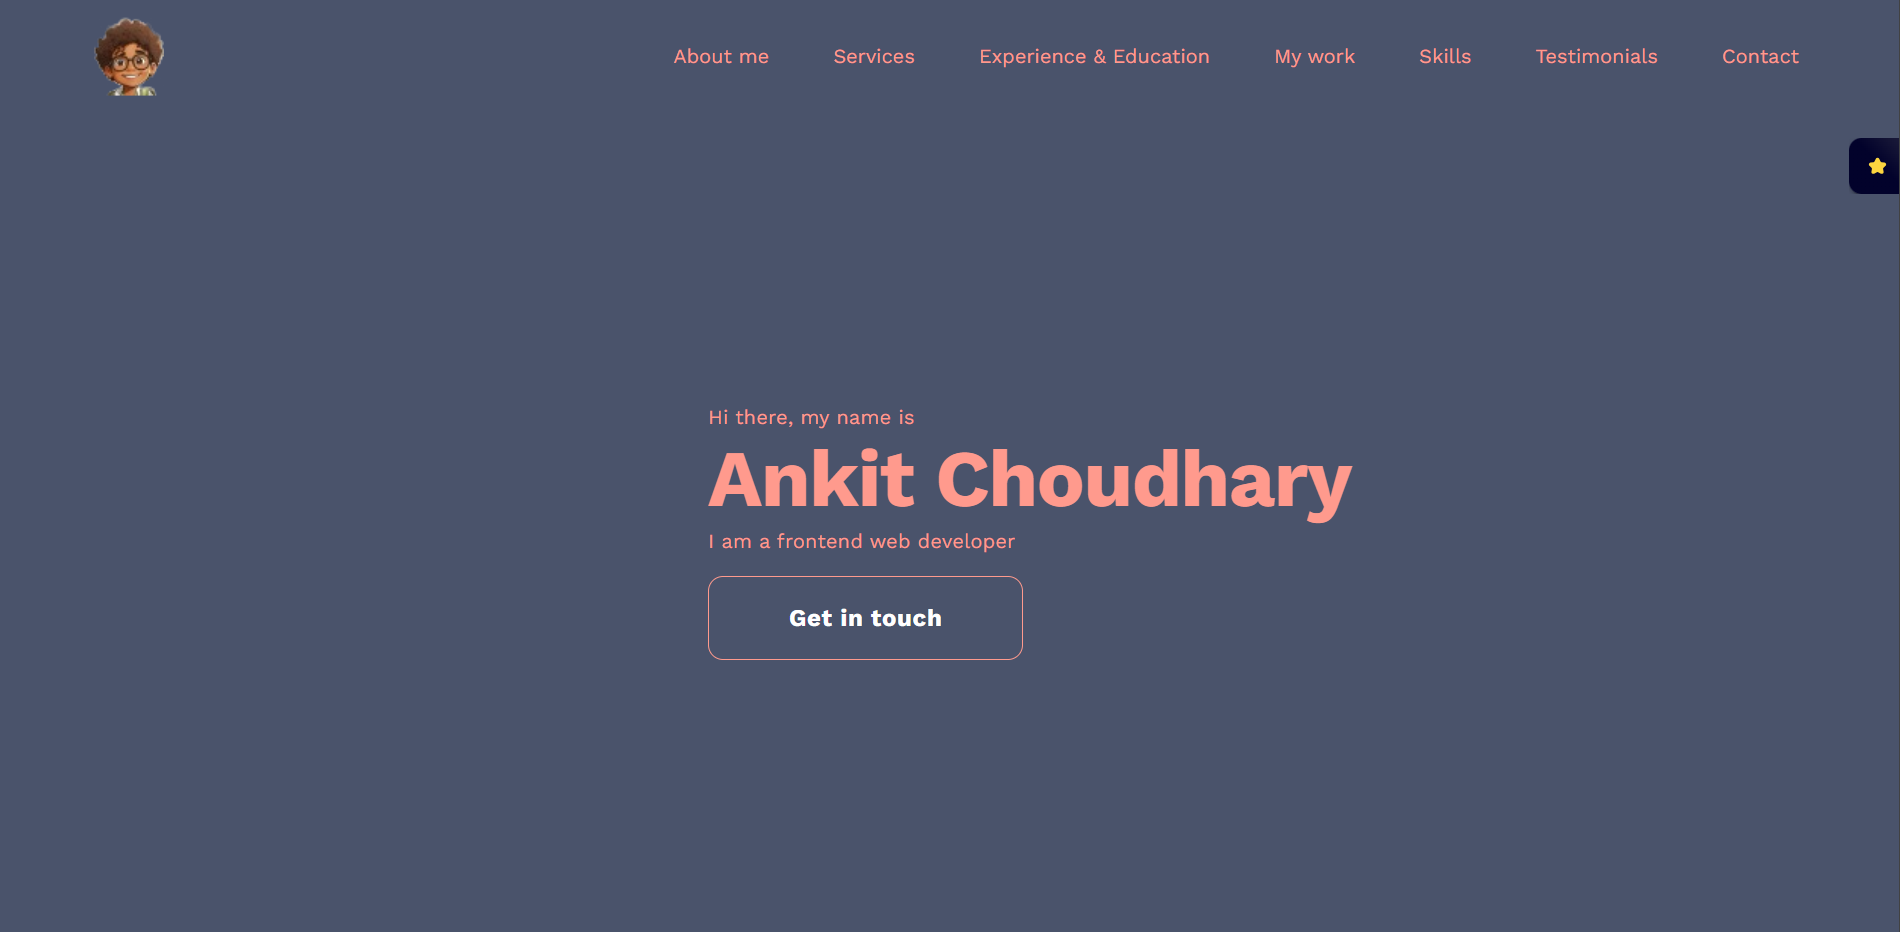 About me Services Experience & Education My work Skills Testimonials Contact
Hi there, my name is
Ankit Choudhary
I am a frontend web developer
Get in touch